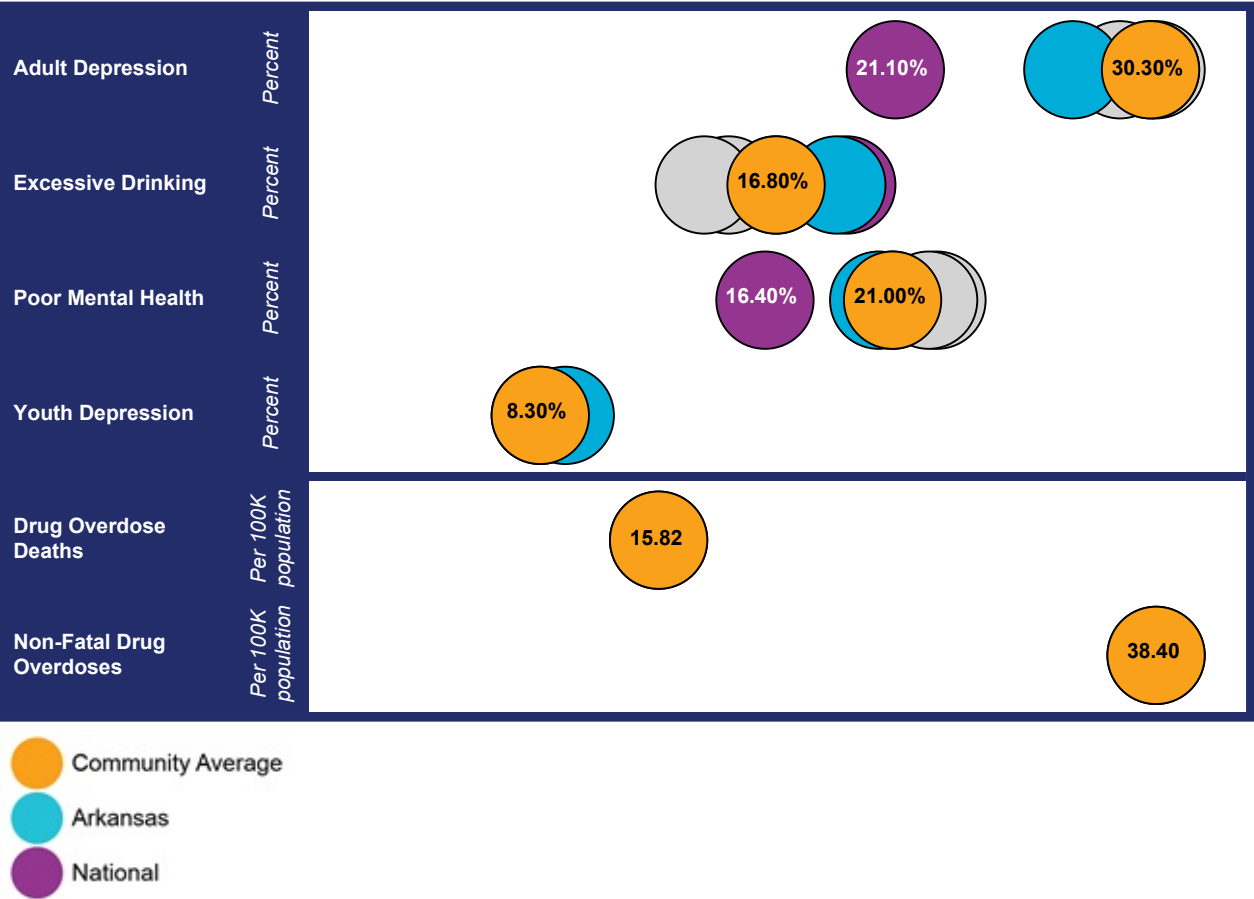 Adult Depression
Percent
21.10%
30.30%
Excessive Drinking
Percent
16.80%
Poor Mental Health
Percent
16.40%
21.00%
Youth Depression
Percent
8.30%
Drug Overdose
Deaths
Per 100K
population
15.82
Non-Fatal Drug
Overdoses
Per 100K
population
38.40
Community Average
Arkansas
National